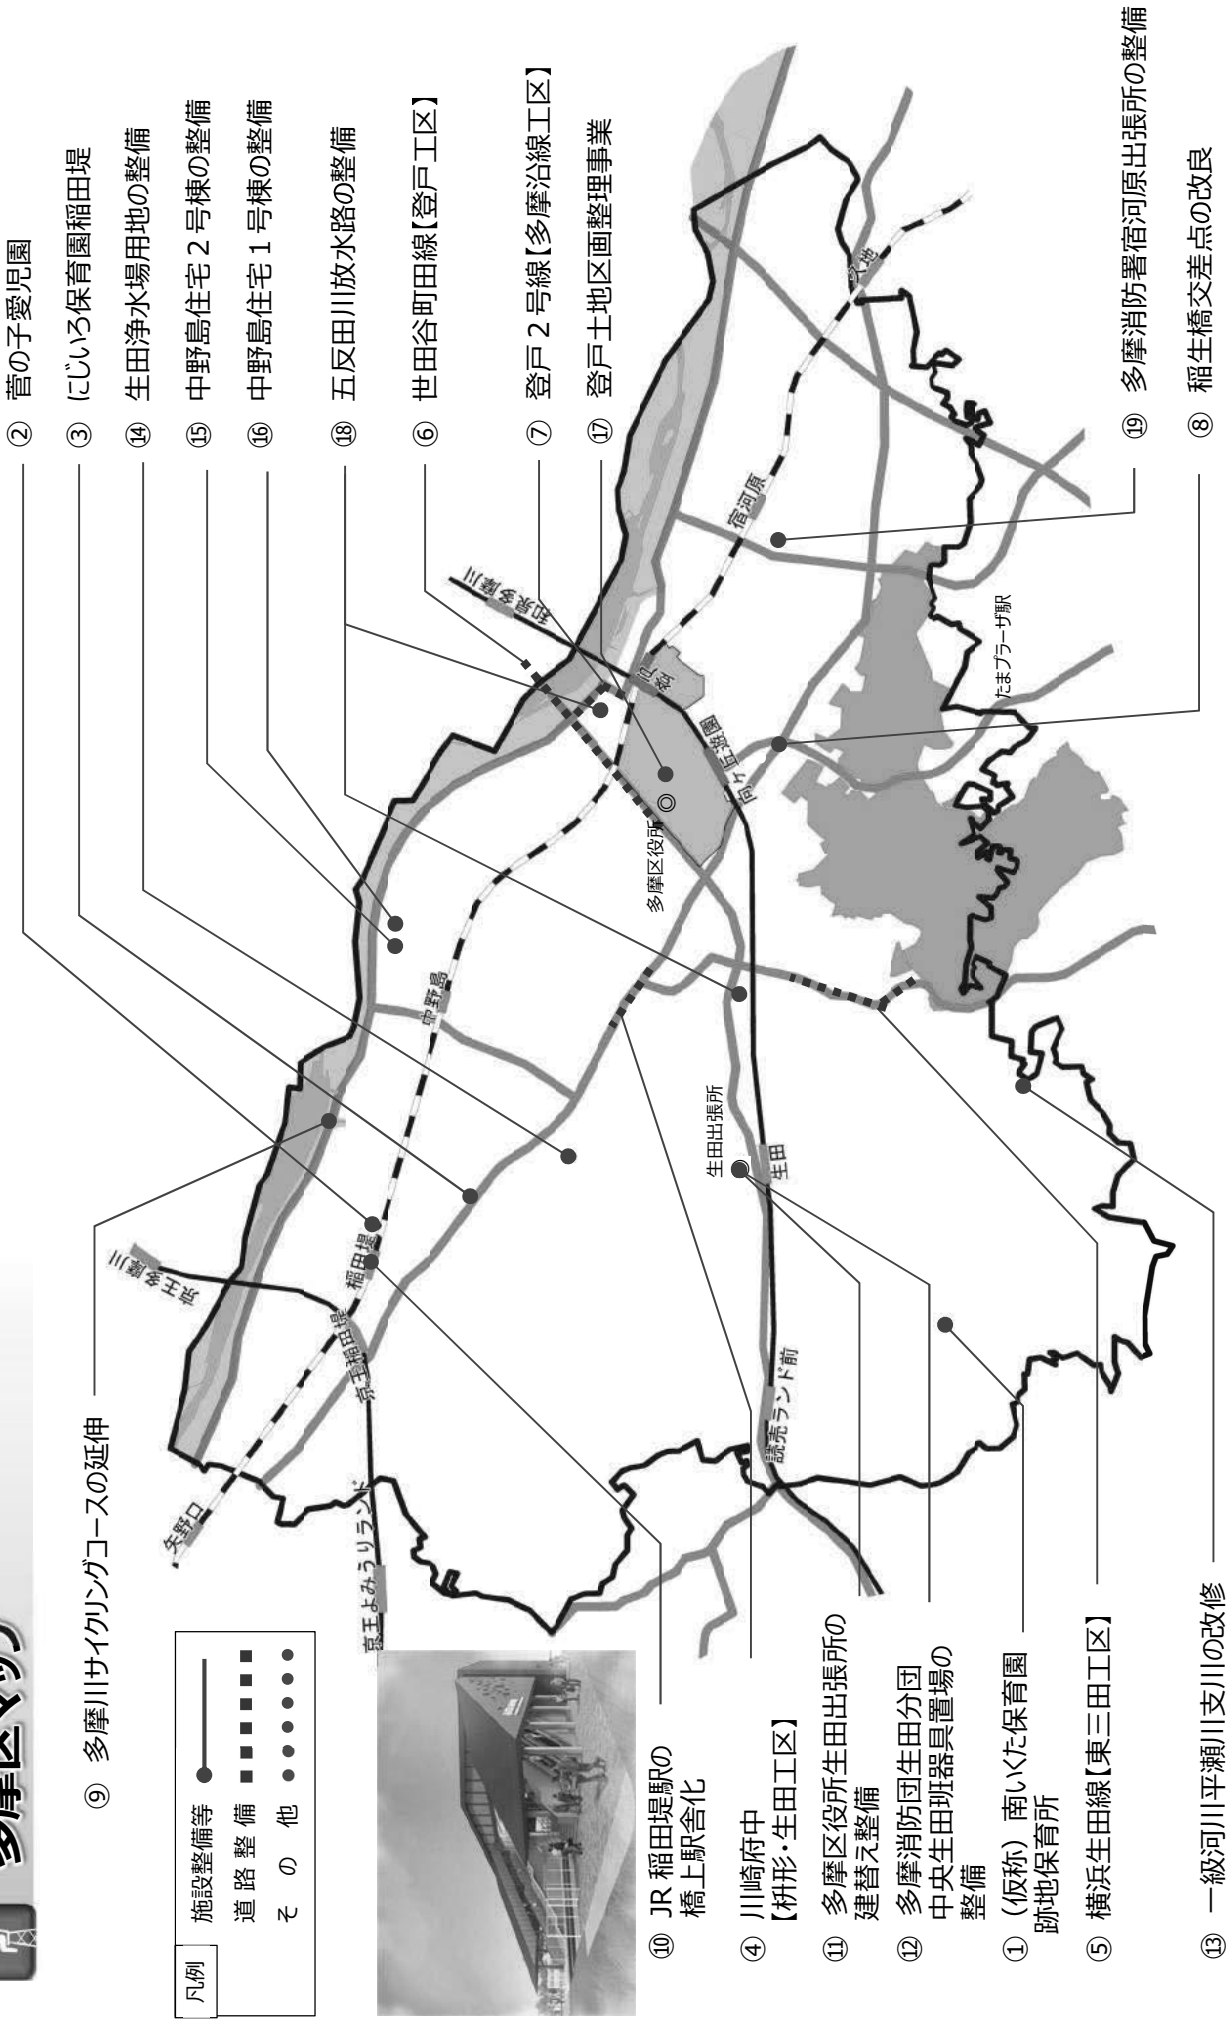 多摩区マップ
凡例
施設整備等
道路整備
その他
⑨ 多摩川サイクリングコースの延伸
② 菅の子愛児園
③ にじいろ保育園稲田堤
⑭ 生田浄水場用地の整備
⑮ 中野島住宅2号棟の整備
⑯ 中野島住宅1号棟の整備
⑱ 五反田川放水路の整備
⑥ 世田谷町田線【登戸工区】
⑦ 登戸2号線【多摩沿線工区】
⑰ 登戸土地区画整理事業
⑲ 多摩消防署宿河原出張所の整備
⑧ 稲生橋交差点の改良
⑩ JR稲田堤駅の
橋上駅舎化
④ 川崎府中
【枡形・生田工区】
⑪ 多摩区役所生田出張所の
建替え整備
⑫ 多摩消防団生田分団
中央生田班器具置場の
整備
① (仮称) 南いくた保育園
跡地保育所
⑤ 横浜生田線【東三田工区】
⑬ 一級河川平瀬川支川の改修
矢野口
京王よみうりランド
京王多摩川
京王稲田堤
稲田堤
中野島
和泉多摩川
登戸
宿河原
久地
向ヶ丘遊園
多摩区役所
生田出張所
生田
読売ランド前
たまプラーザ駅